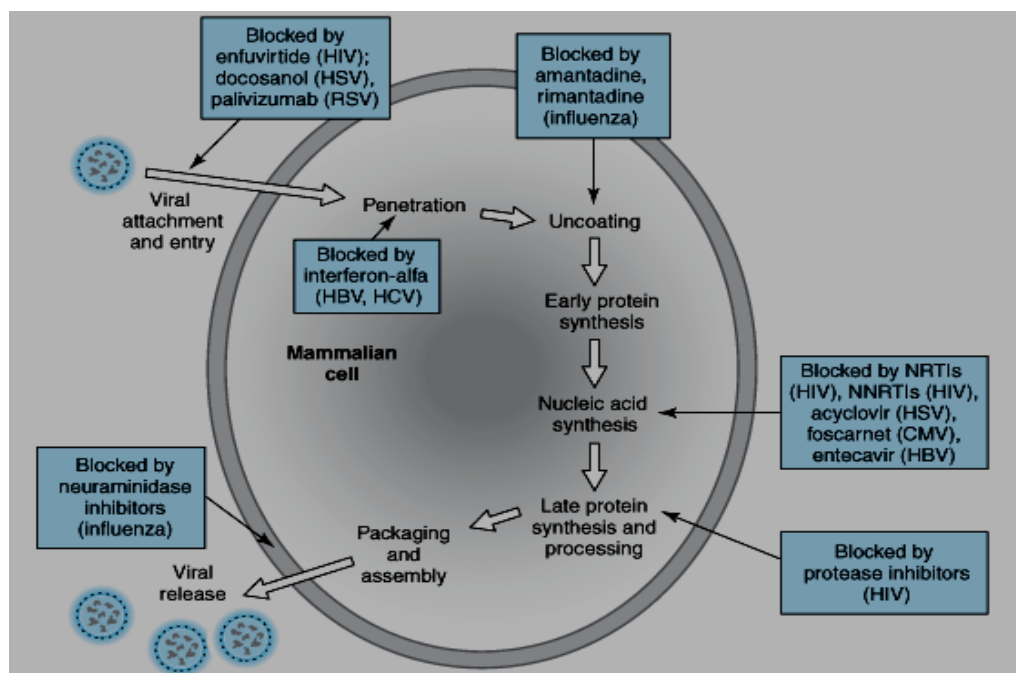 Blocked by
enfuvirtide (HIV);
docosanol (HSV),
palivizumab (RSV)
Blocked by
amantadine,
rimantadine
(influenza)
Viral
attachment
and entry
Penetration
Uncoating
Blocked by
interferon-alfa
(HBV, HCV)
Early protein
synthesis
Mammalian
cell
Blocked by NRTIs
(HIV), NNRTIs (HIV),
acyclovir (HSV),
foscarnet (CMV),
entecavir (HBV)
Nucleic acid
synthesis
Blocked by
neuraminidase
inhibitors
(influenza)
Late protein
synthesis and
processing
Packaging
and
assembly
Blocked by
protease inhibitors
(HIV)
Viral
release